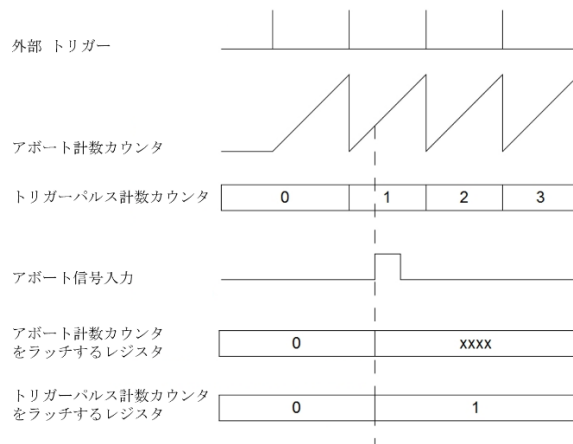 外部 トリガー
アボート計数カウンタ
トリガーパルス計数カウンタ
0 1 2 3
アボート信号入力
アボート計数カウンタ
をラッチするレジスタ
0 xxxx
トリガーパルス計数カウンタ
をラッチするレジスタ
0 1